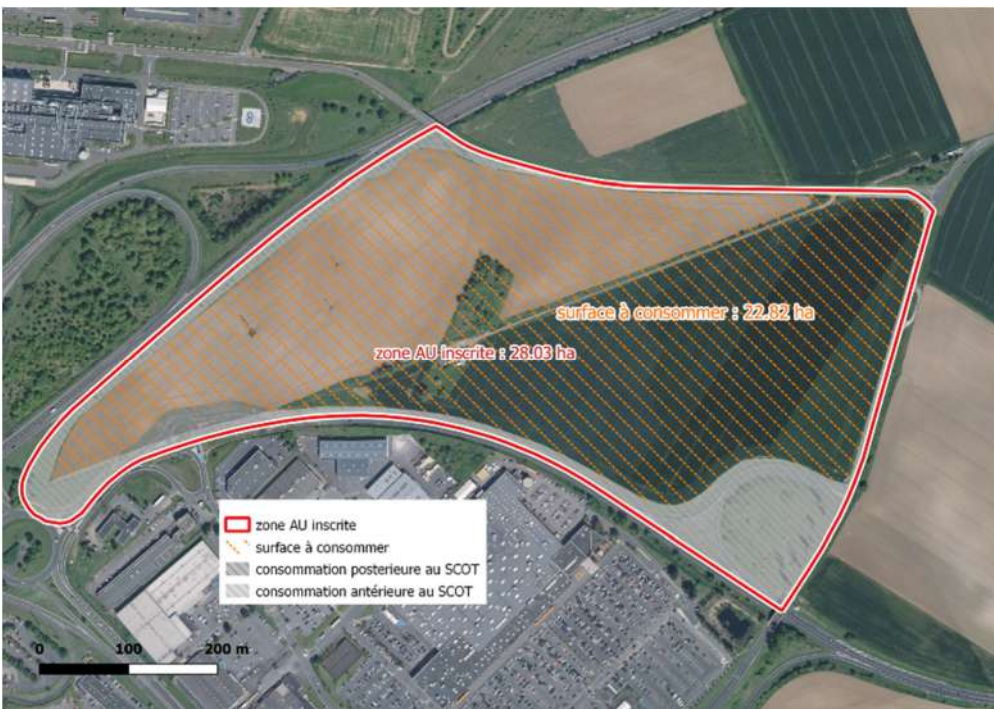 surface à consommer : 22.82 ha
zone AU inscrite : 28.03 ha
zone AU inscrite
surface à consommer
consommation posterieure au SCOT
consommation antérieure au SCOT
0 100 200 m